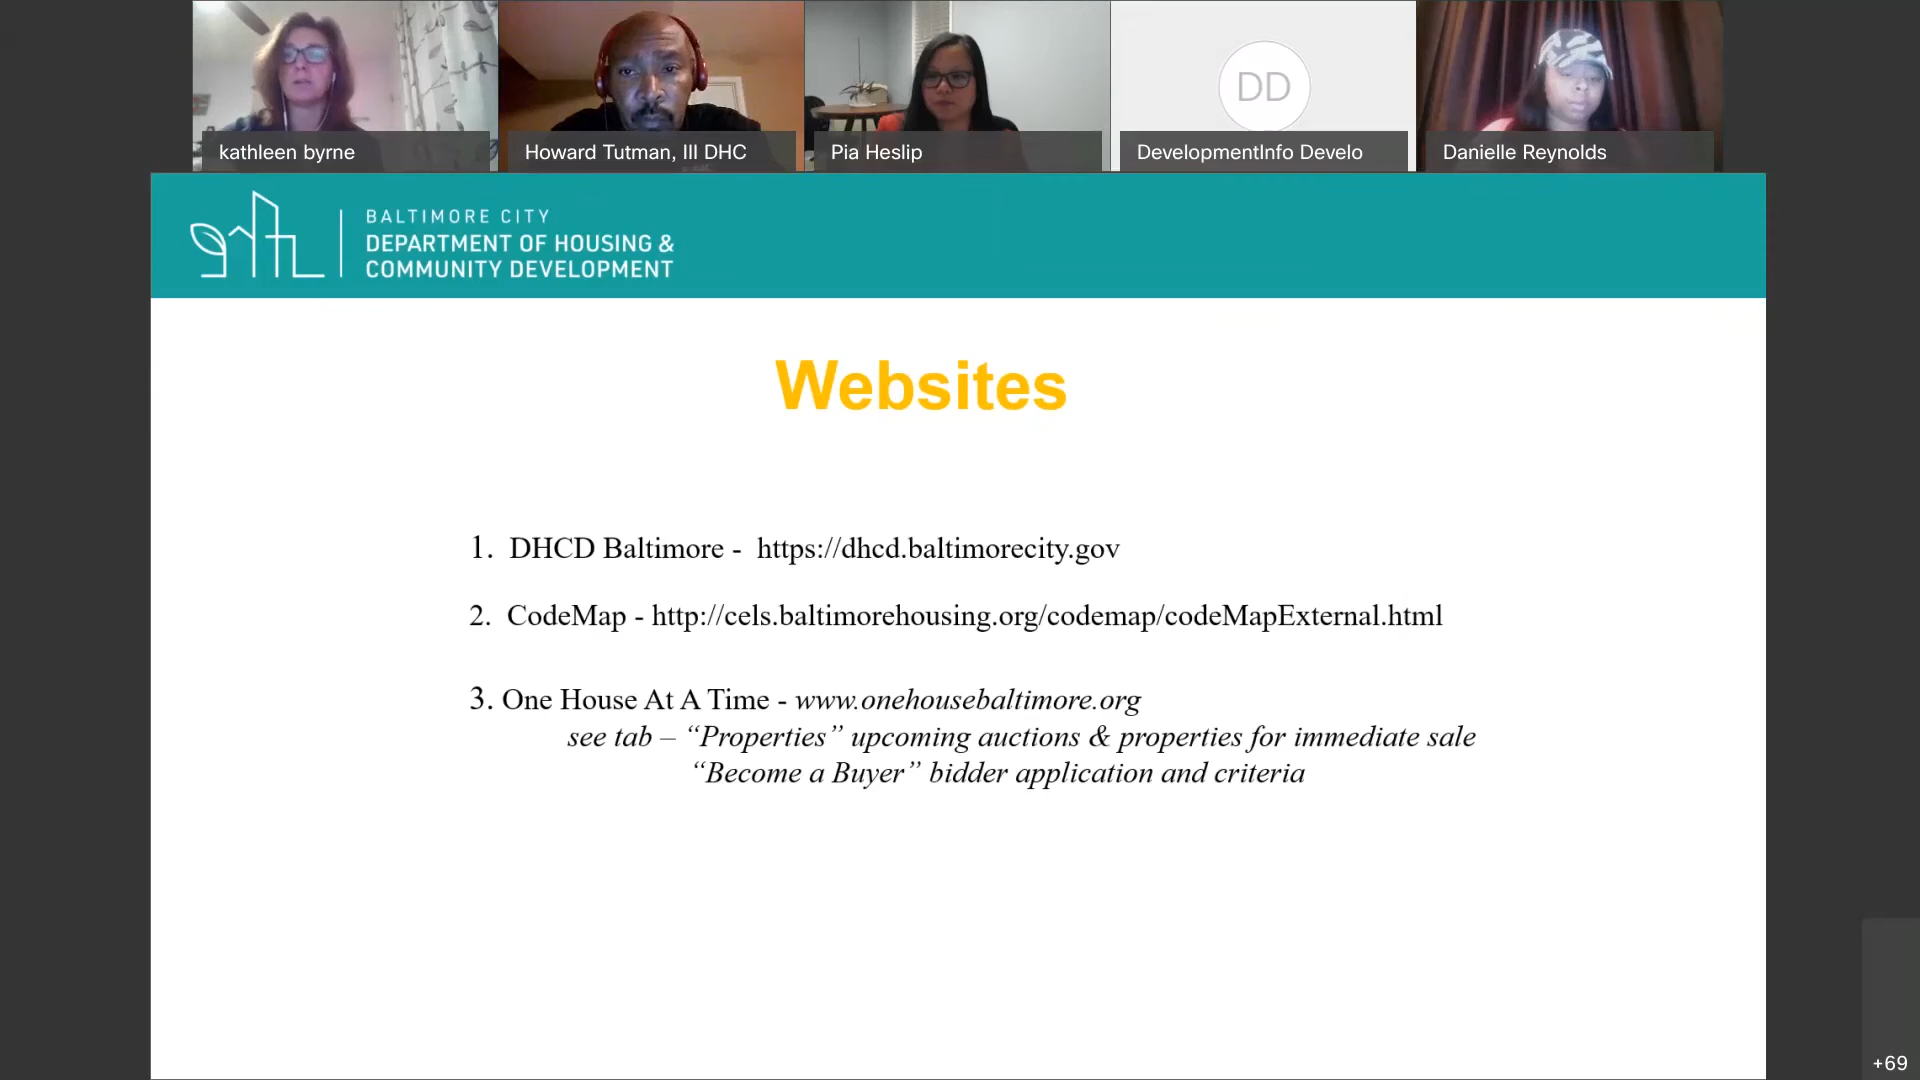 kathleen byrne
Howard Tutman, III DHC
Pia Heslip
DD
DevelopmentInfo Develo
Danielle Reynolds
BALTIMORE CITY
DEPARTMENT OF HOUSING &
COMMUNITY DEVELOPMENT
Websites
1. DHCD Baltimore - https://dhcd.baltimorecity.gov
2. CodeMap - http://cels.baltimorehousing.org/codemap/codeMapExternal.html
3. One House At A Time - www.onehousebaltimore.org
see tab – “Properties” upcoming auctions & properties for immediate sale
“Become a Buyer” bidder application and criteria
+69